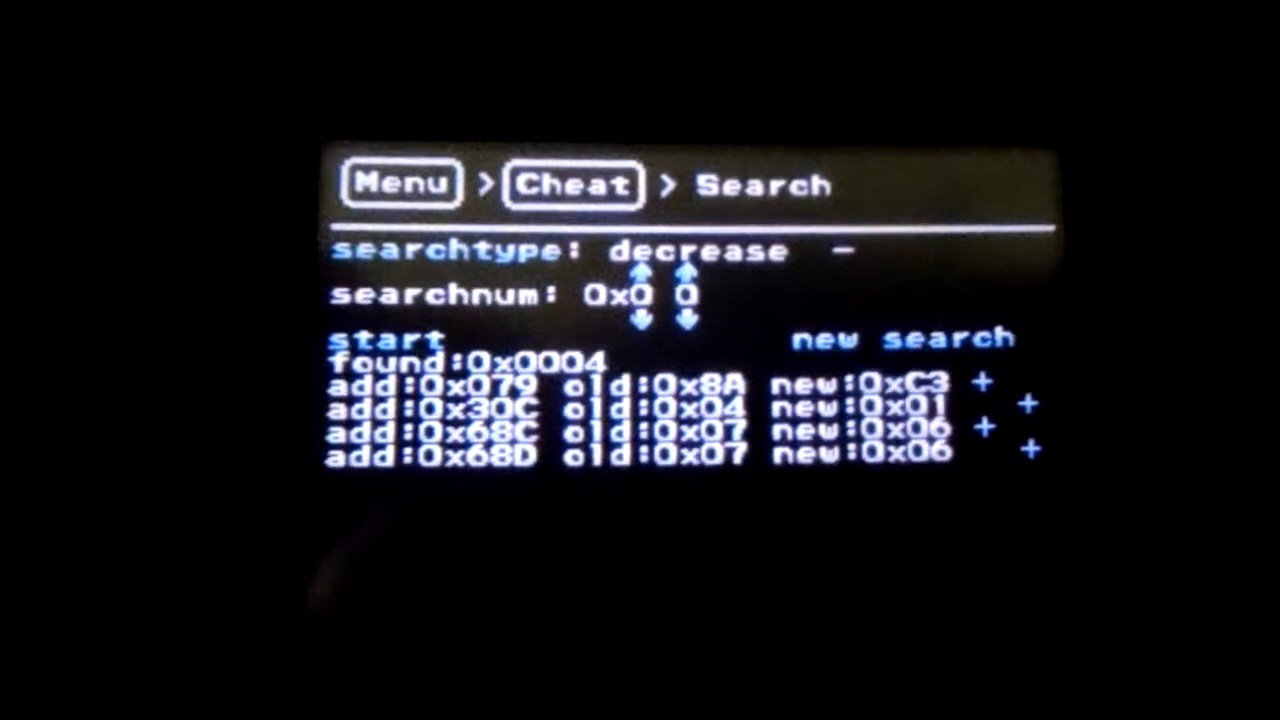 Menu > Cheat > Search
searchtype: decrease -
searchnum: 0x0 0
start new search
found:0x0004
add:0x079 old:0x8A new:0xC3 +
add:0x30C old:0x04 new:0x01 +
add:0x68C old:0x07 new:0x06 +
add:0x68D old:0x07 new:0x06 +